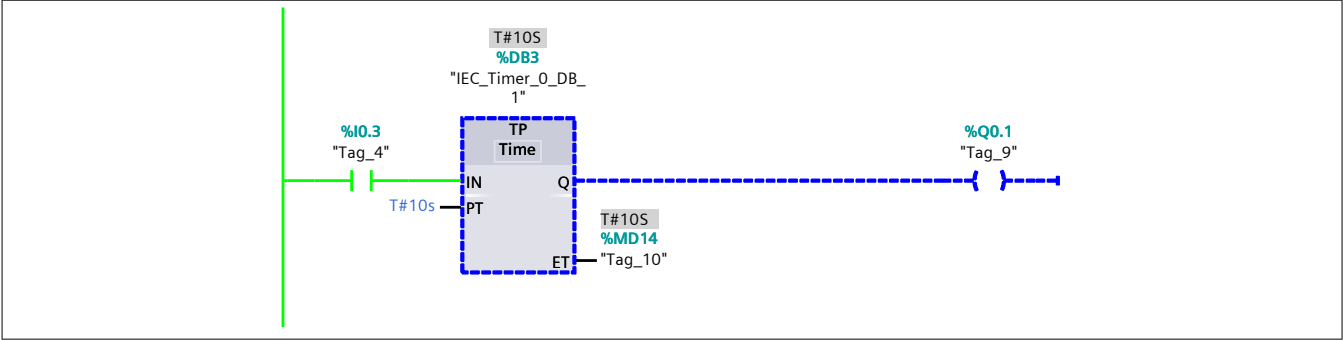 T#10S
%DB3
"IEC_Timer_0_DB_
1"
TP
Time
%I0.3
"Tag_4"
IN
Q
T#10s
PT
ET
T#10S
%MD14
"Tag_10"
%Q0.1
"Tag_9"